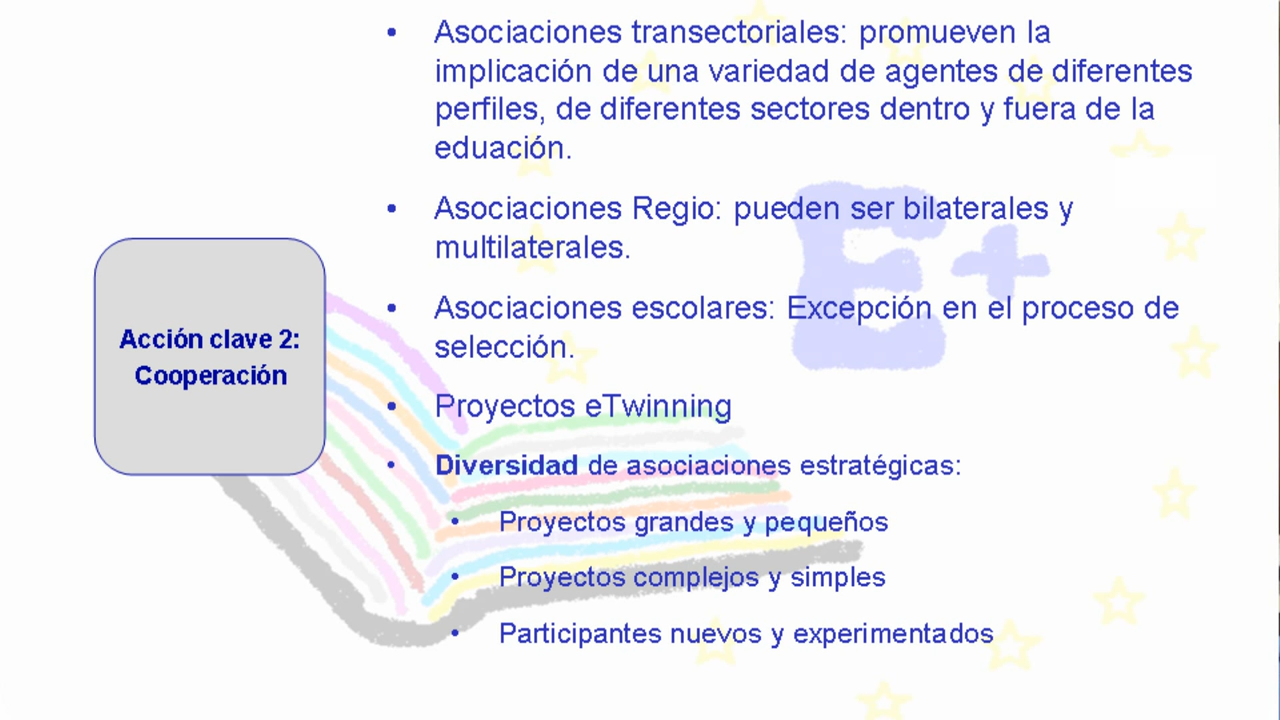 • Asociaciones transectoriales: promueven la
implicación de una variedad de agentes de diferentes
perfiles, de diferentes sectores dentro y fuera de la
eduación.
• Asociaciones Regio: pueden ser bilaterales y
multilaterales.
• Asociaciones escolares: Excepción en el proceso de
selección.
• Proyectos eTwinning
• Diversidad de asociaciones estratégicas:
• Proyectos grandes y pequeños
• Proyectos complejos y simples
• Participantes nuevos y experimentados
Acción clave 2:
Cooperación
E+